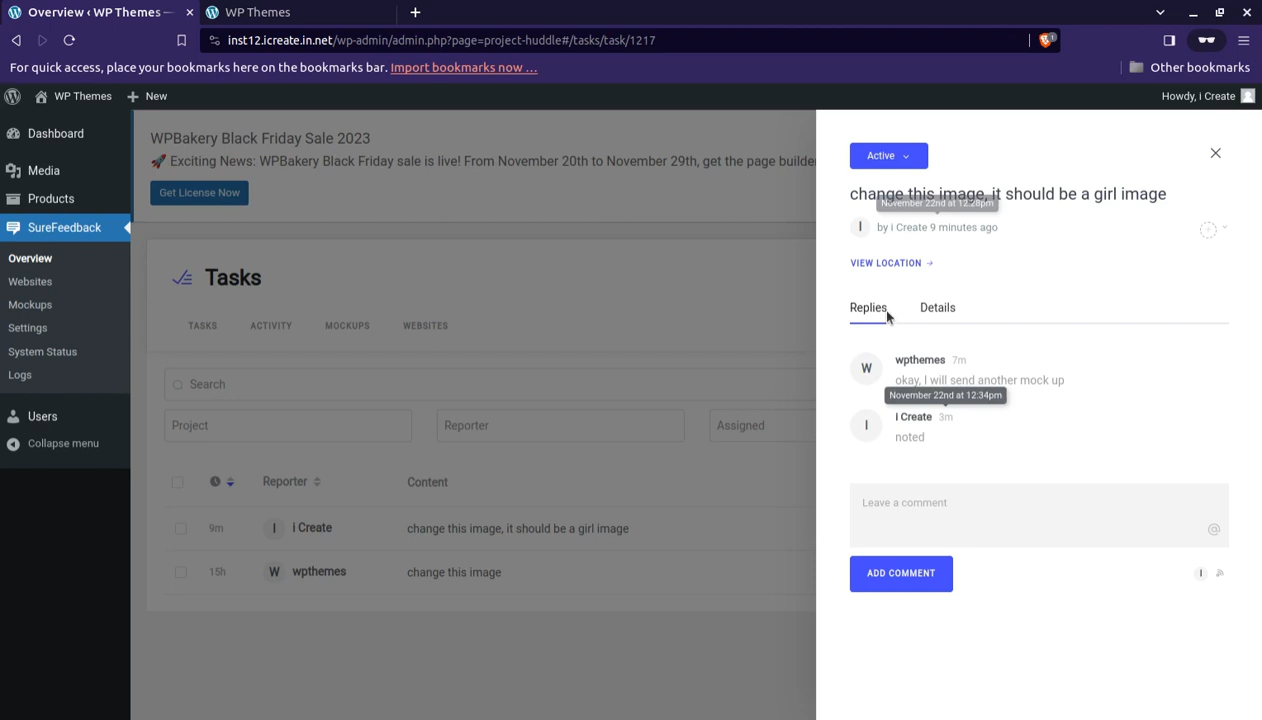 Overview ‹ WP Themes —
WP Themes
inst12.icreate.in.net/wp-admin/admin.php?page=project-huddle#/tasks/task/1217
1
For quick access, place your bookmarks here on the bookmarks bar. Import bookmarks now …
Other bookmarks
WP Themes
New
Howdy, i Create
Dashboard
Media
Products
SureFeedback
Overview
Websites
Mockups
Settings
System Status
Logs
Users
Collapse menu
WPBakery Black Friday Sale 2023
🚀 Exciting News: WPBakery Black Friday sale is live! From November 20th to November 29th, get the page builde
Get License Now
Tasks
TASKS
ACTIVITY
MOCKUPS
WEBSITES
Search
Project
Reporter
Assigned
Reporter
Content
9m
I
i Create
change this image, it should be a girl image
15h
W
wpthemes
change this image
Active
change this image, it should be a girl image
November 22nd at 12:28pm
I
by i Create 9 minutes ago
VIEW LOCATION →
Replies
Details
W
wpthemes 7m
okay, I will send another mock up
November 22nd at 12:34pm
I
i Create 3m
noted
Leave a comment
@
ADD COMMENT
I